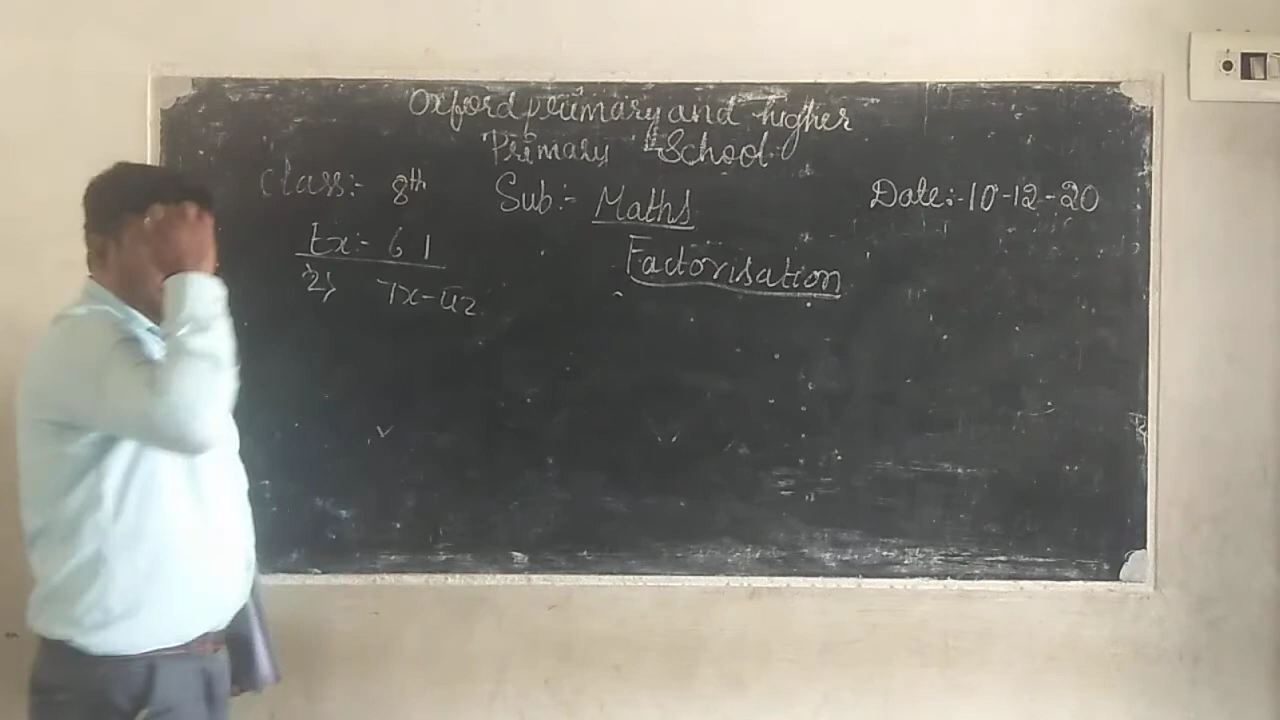 Oxford primary and higher
Primary School
Class:- 8th Sub:- Maths Date:-10-12-20
Ex:- 6 1 Factorisation
2) 7x-42